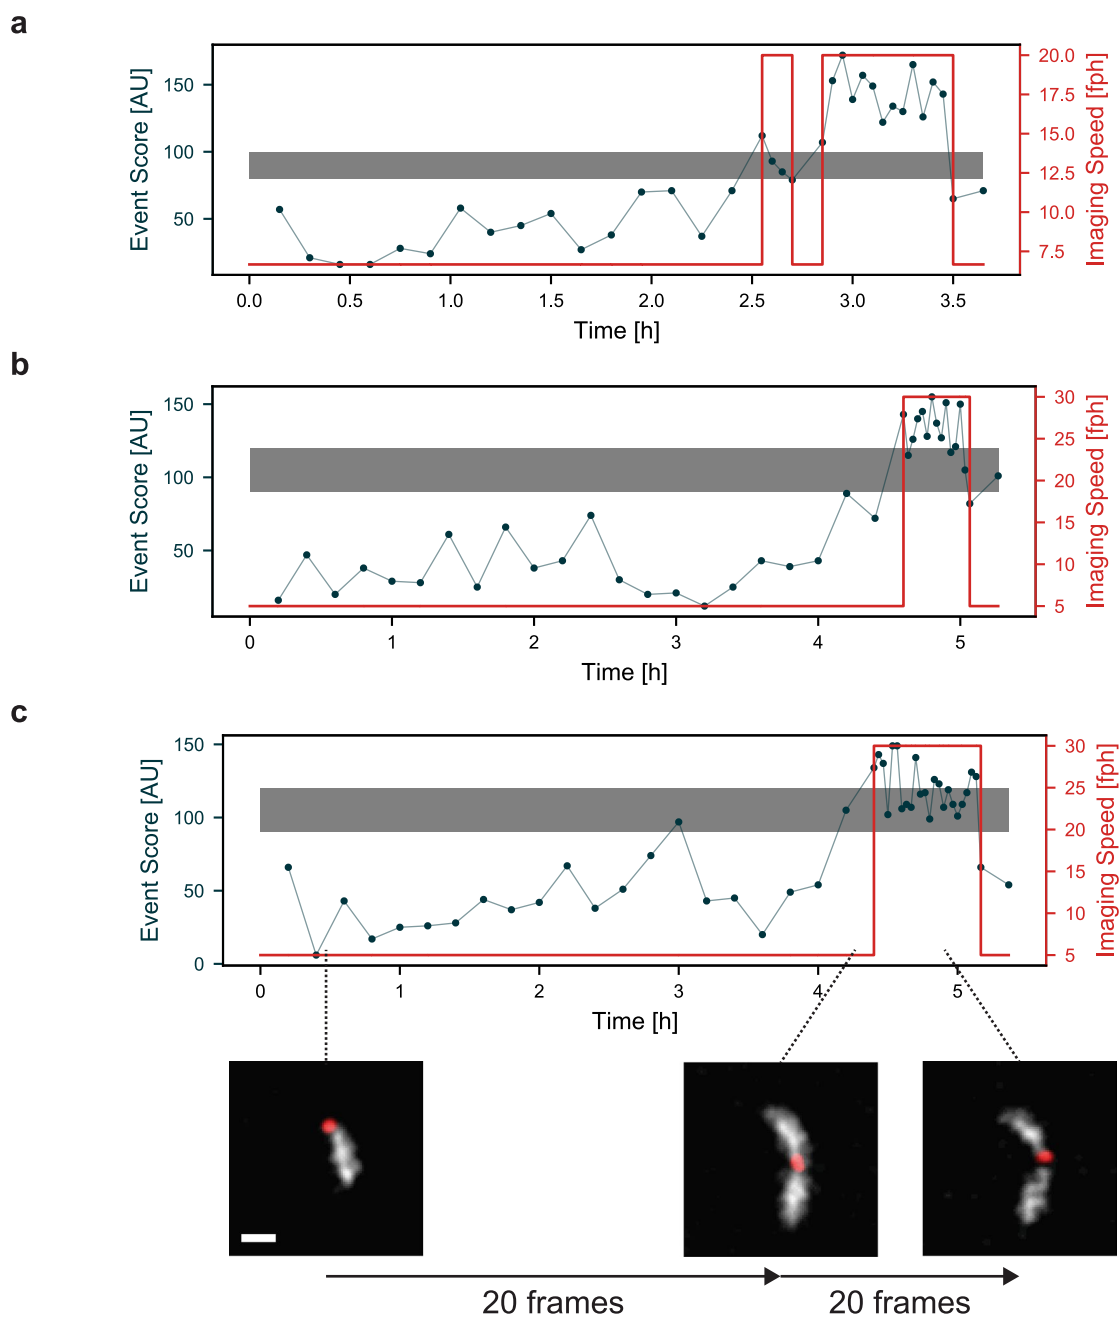 a
Event Score [AU]
150
100
50
20.0
17.5
15.0
12.5
10.0
7.5
Imaging Speed [fph]
0.0 0.5 1.0 1.5 2.0 2.5 3.0 3.5
Time [h]
b
Event Score [AU]
150
100
50
30
25
20
15
10
5
Imaging Speed [fph]
0 1 2 3 4 5
Time [h]
c
Event Score [AU]
150
100
50
0
30
25
20
15
10
5
Imaging Speed [fph]
0 1 2 3 4 5
Time [h]
20 frames 20 frames